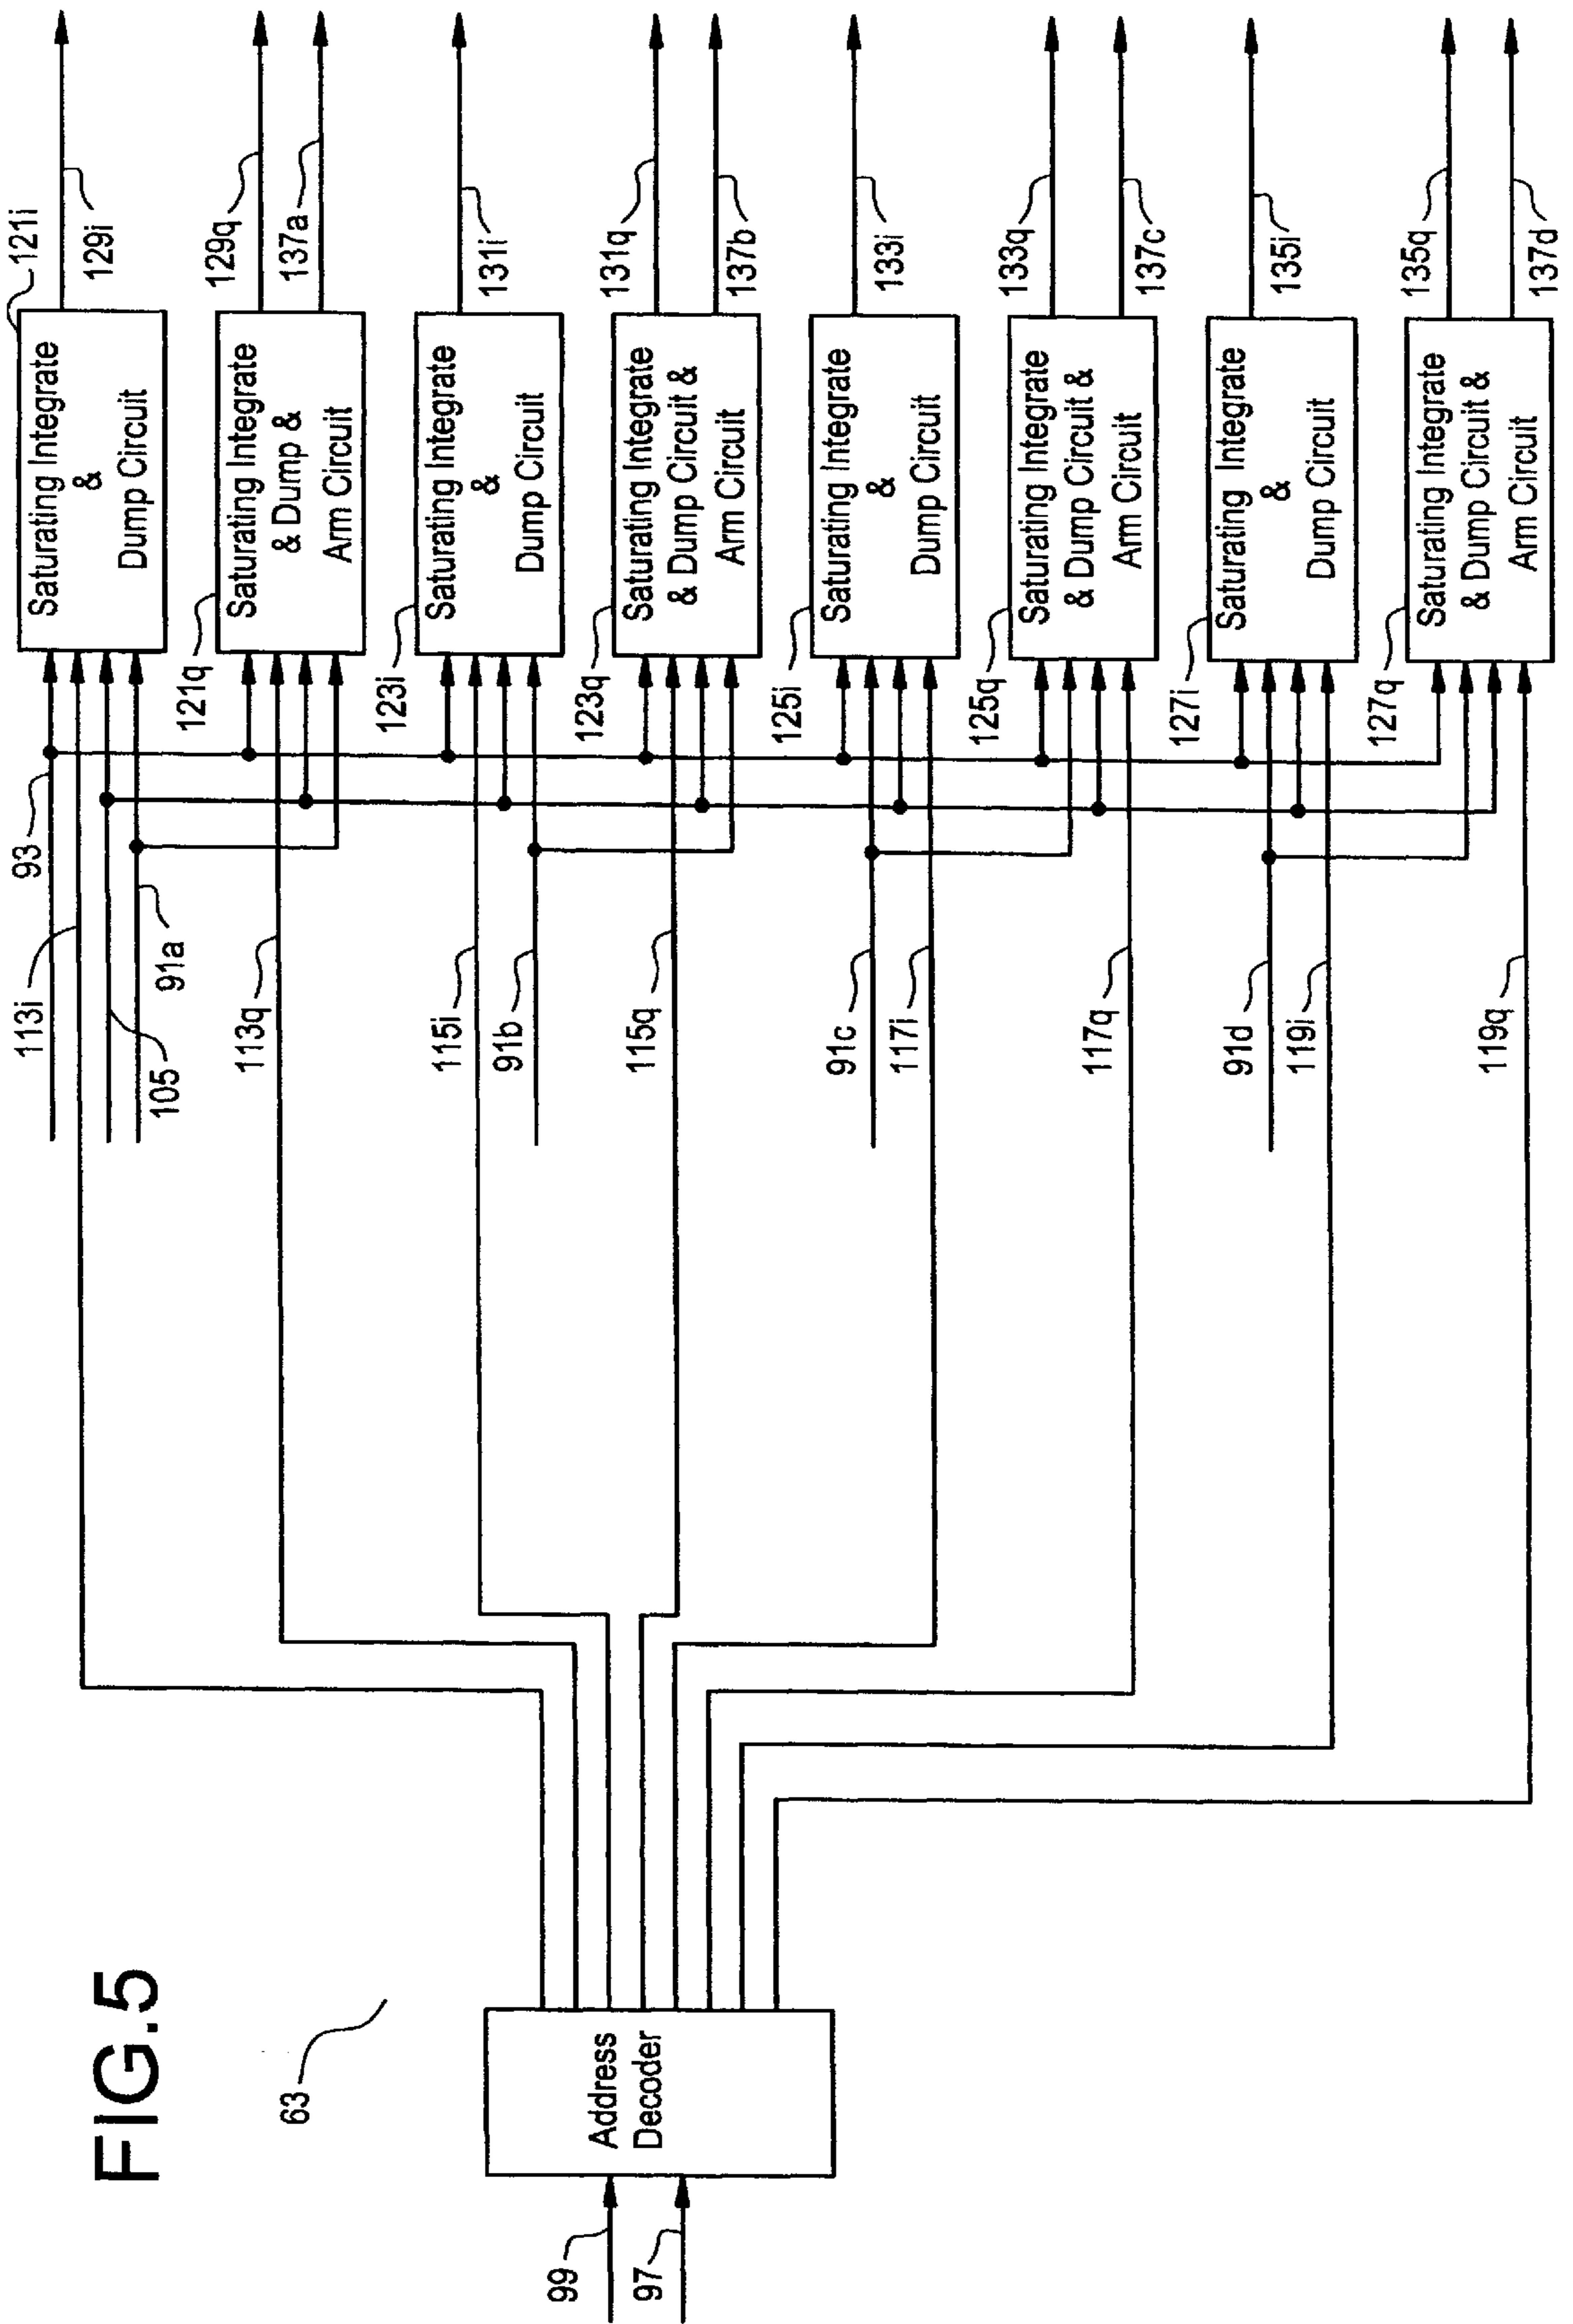 FIG.5
63
99
97
Address
Decoder
93
113i
105
91a
113q
115i
91b
115q
91c
117i
117q
91d
119i
119q
121i
Saturating Integrate
&
Dump Circuit
129i
121q
Saturating Integrate
& Dump &
Arm Circuit
129q
137a
123i
Saturating Integrate
&
Dump Circuit
131i
123q
Saturating Integrate
& Dump Circuit &
Arm Circuit
131q
137b
125i
Saturating Integrate
&
Dump Circuit
133i
125q
Saturating Integrate
& Dump Circuit &
Arm Circuit
133q
137c
127i
Saturating Integrate
&
Dump Circuit
135i
127q
Saturating Integrate
& Dump Circuit &
Arm Circuit
135q
137d